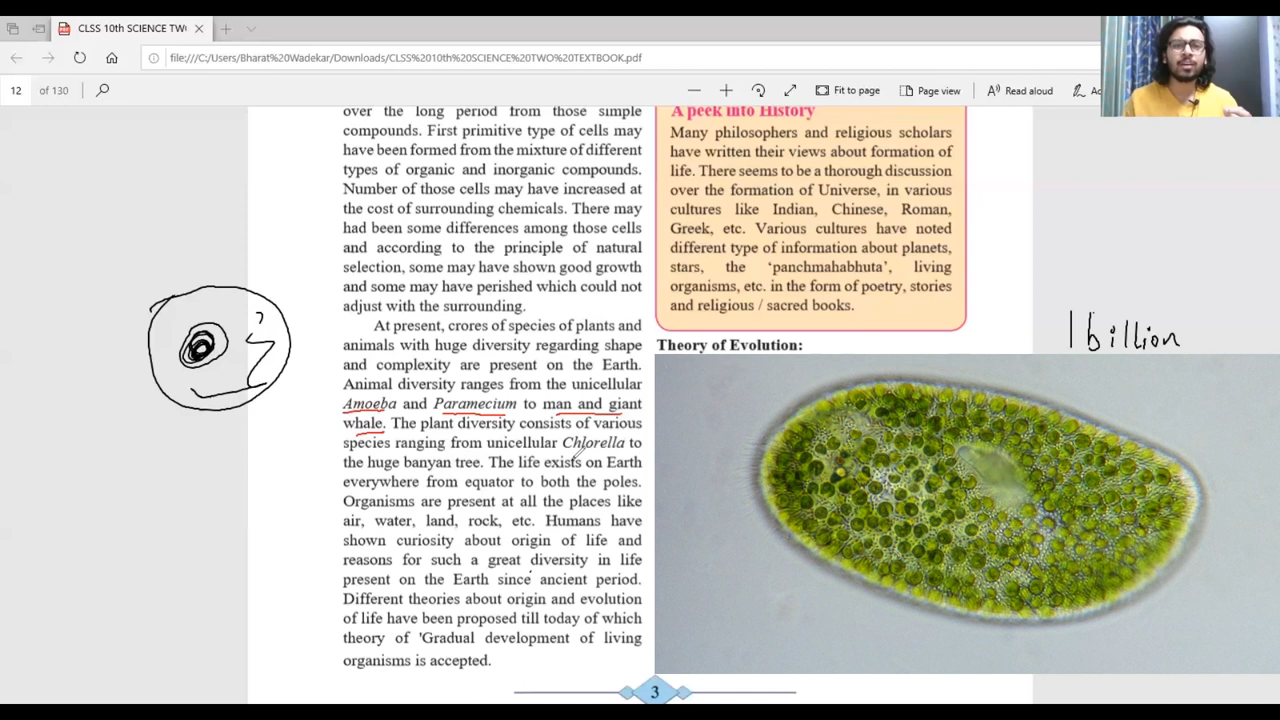 CLSS 10th SCIENCE TWO
file:///C:/Users/Bharat%20Wadekar/Downloads/CLSS%2010th%20SCIENCE%20TWO%20TEXTBOOK.pdf
12 of 130
Fit to page
Page view
Read aloud
over the long period from those simple
compounds. First primitive type of cells may
have been formed from the mixture of different
types of organic and inorganic compounds.
Number of those cells may have increased at
the cost of surrounding chemicals. There may
had been some differences among those cells
and according to the principle of natural
selection, some may have shown good growth
and some may have perished which could not
adjust with the surrounding.
At present, crores of species of plants and
animals with huge diversity regarding shape
and complexity are present on the Earth.
Animal diversity ranges from the unicellular
Amoeba and Paramecium to man and giant
whale. The plant diversity consists of various
species ranging from unicellular Chlorella to
the huge banyan tree. The life exists on Earth
everywhere from equator to both the poles.
Organisms are present at all the places like
air, water, land, rock, etc. Humans have
shown curiosity about origin of life and
reasons for such a great diversity in life
present on the Earth since ancient period.
Different theories about origin and evolution
of life have been proposed till today of which
theory of 'Gradual development of living
organisms is accepted.
A peek into History
Many philosophers and religious scholars
have written their views about formation of
life. There seems to be a thorough discussion
over the formation of Universe, in various
cultures like Indian, Chinese, Roman,
Greek, etc. Various cultures have noted
different type of information about planets,
stars, the ‘panchmahabhuta’, living
organisms, etc. in the form of poetry, stories
and religious / sacred books.
Theory of Evolution:
1 billion
3